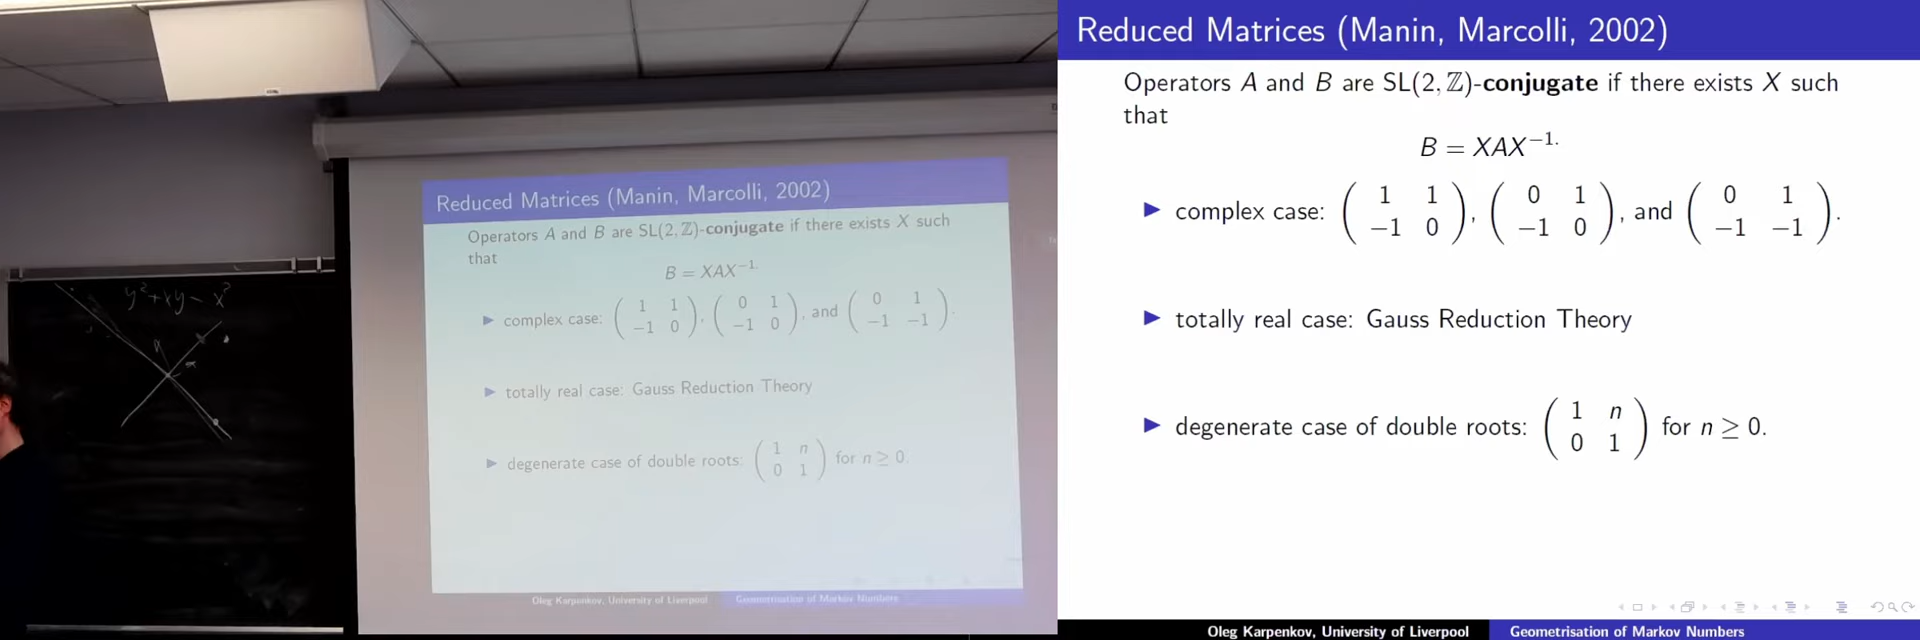 y² + xy − x²
Reduced Matrices (Manin, Marcolli, 2002)
Operators A and B are SL(2, ℤ)-conjugate if there exists X such
that
B = XAX⁻¹·
▶ complex case: ( 1 1 ; −1 0 ), ( 0 1 ; −1 0 ), and ( 0 1 ; −1 −1 ).
▶ totally real case: Gauss Reduction Theory
▶ degenerate case of double roots: ( 1 n ; 0 1 ) for n ≥ 0.
Oleg Karpenkov, University of Liverpool Geometrisation of Markov Numbers
Reduced Matrices (Manin, Marcolli, 2002)
Operators A and B are SL(2, ℤ)-conjugate if there exists X such
that
B = XAX⁻¹·
▶ complex case: ( 1 1 ; −1 0 ), ( 0 1 ; −1 0 ), and ( 0 1 ; −1 −1 ).
▶ totally real case: Gauss Reduction Theory
▶ degenerate case of double roots: ( 1 n ; 0 1 ) for n ≥ 0.
Oleg Karpenkov, University of Liverpool Geometrisation of Markov Numbers